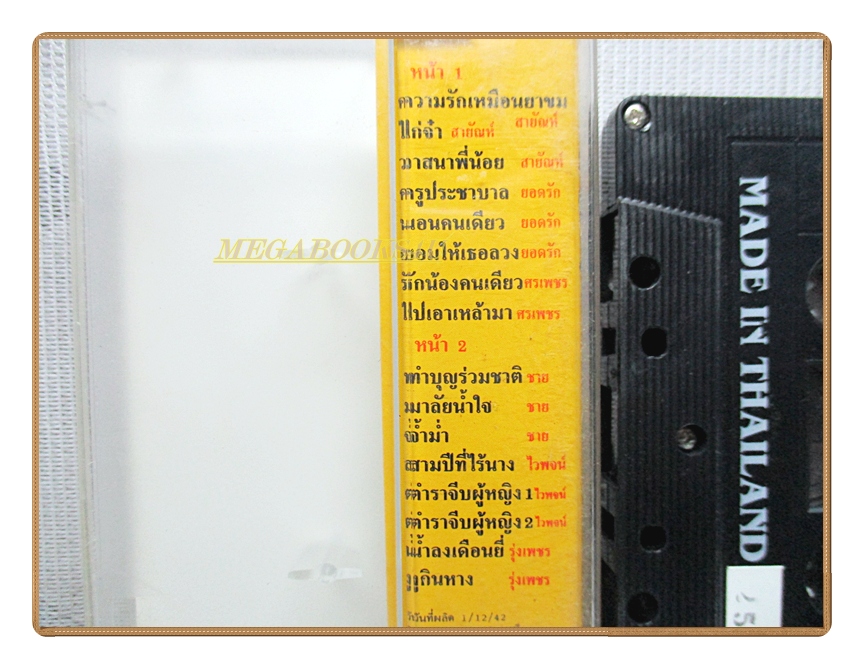 หน้า 1
ความรักเหมือนยาขม สายัณห์
ไก่จ๋า สายัณห์
วาสนาพี่น้อย สายัณห์
ครูประชาบาล ยอดรัก
นอนคนเดียว ยอดรัก
ยอมให้เธอลวง ยอดรัก
รักน้องคนเดียว ศรเพชร
ไปเอาเหล้ามา ศรเพชร
หน้า 2
ทำบุญร่วมชาติ ชาย
มาลัยน้ำใจ ชาย
จ้ำม่ำ ชาย
สามปีที่ไร้นาง ไวพจน์
ตำราจีบผู้หญิง 1 ไวพจน์
ตำราจีบผู้หญิง 2 ไวพจน์
น้ำลงเดือนยี่ รุ่งเพชร
งูกินหาง รุ่งเพชร
วันที่ผลิต 1/12/42
MADE IN THAILAND